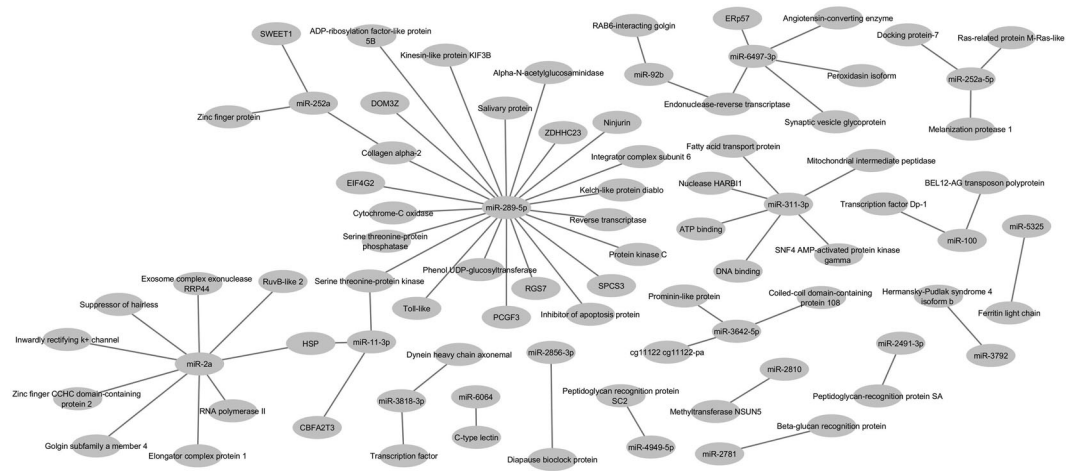 SWEET1
ADP-ribosylation factor-like protein
5B
Kinesin-like protein KIF3B
Alpha-N-acetylglucosaminidase
RAB6-interacting golgin
ERp57
Angiotensin-converting enzyme
Docking protein-7
Ras-related protein M-Ras-like
miR-6497-3p
miR-92b
Peroxidasin isoform
miR-252a-5p
miR-252a
DOM3Z
Salivary protein
Endonuclease-reverse transcriptase
Zinc finger protein
Ninjurin
Synaptic vesicle glycoprotein
Melanization protease 1
ZDHHC23
Collagen alpha-2
Integrator complex subunit 6
Fatty acid transport protein
Mitochondrial intermediate peptidase
EIF4G2
Kelch-like protein diablo
Nuclease HARBI1
BEL12-AG transposon polyprotein
miR-289-5p
miR-311-3p
Transcription factor Dp-1
Cytochrome-C oxidase
Reverse transcriptase
ATP binding
miR-5325
Serine threonine-protein
phosphatase
miR-100
Protein kinase C
SNF4 AMP-activated protein kinase
gamma
Phenol UDP-glucosyltransferase
DNA binding
Exosome complex exonuclease
RRP44
RuvB-like 2
Serine threonine-protein kinase
RGS7
SPCS3
Prominin-like protein
Coiled-coil domain-containing
protein 108
Hermansky-Pudlak syndrome 4
isoform b
Suppressor of hairless
Toll-like
PCGF3
Inhibitor of apoptosis protein
Ferritin light chain
miR-3642-5p
Inwardly rectifying k+ channel
HSP
miR-11-3p
cg11122 cg11122-pa
miR-2491-3p
miR-2a
Dynein heavy chain axonemal
miR-2856-3p
miR-3792
miR-2810
Zinc finger CCHC domain-containing
protein 2
miR-3818-3p
miR-6064
Peptidoglycan recognition protein
SC2
Peptidoglycan-recognition protein SA
RNA polymerase II
Methyltransferase NSUN5
CBFA2T3
Beta-glucan recognition protein
C-type lectin
Golgin subfamily a member 4
miR-4949-5p
Elongator complex protein 1
Transcription factor
Diapause bioclock protein
miR-2781